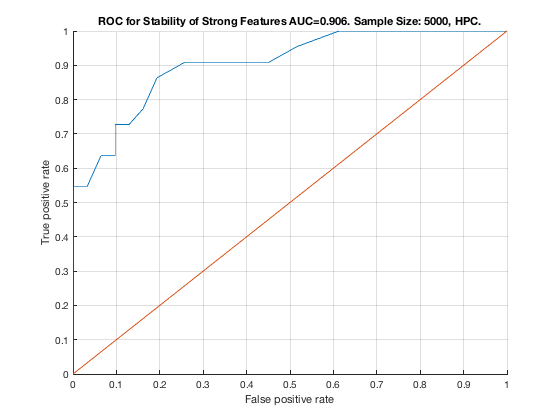 ROC for Stability of Strong Features AUC=0.906. Sample Size: 5000, HPC.
1
0.9
0.8
0.7
0.6
0.5
0.4
0.3
0.2
0.1
0
True positive rate
0 0.1 0.2 0.3 0.4 0.5 0.6 0.7 0.8 0.9 1
False positive rate